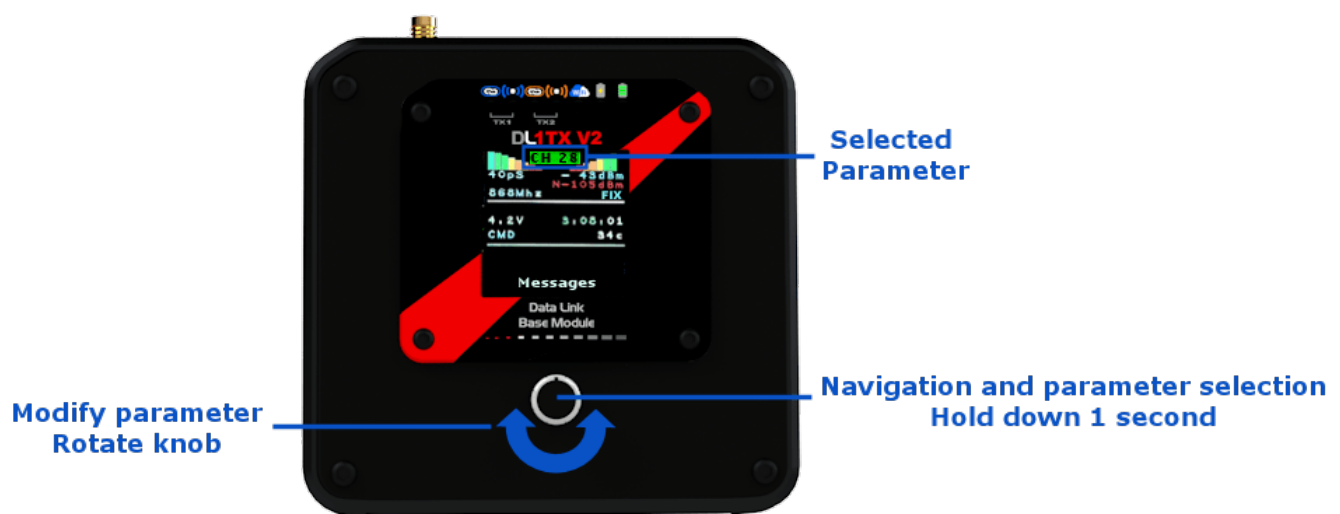 TX1 TX2
DL1TX V2
CH 28
40pS - 43dBm
N-105dBm
868Mhz FIX
4.2V 3:08:01
CMD 34c
Messages
Data Link
Base Module
Selected
Parameter
Navigation and parameter selection
Hold down 1 second
Modify parameter
Rotate knob